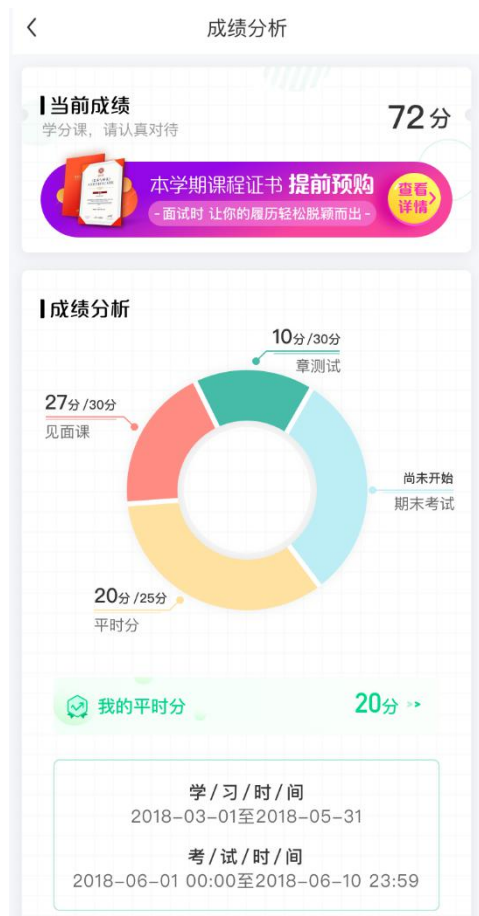 成绩分析
当前成绩
72分
学分课，请认真对待
本学期课程证书 提前预购
-面试时 让你的履历轻松脱颖而出-
查看
详情
成绩分析
10分/30分
章测试
27分/30分
见面课
尚未开始
期末考试
20分/25分
平时分
我的平时分
20分
学/习/时/间
2018-03-01至2018-05-31
考/试/时/间
2018-06-01 00:00至2018-06-10 23:59